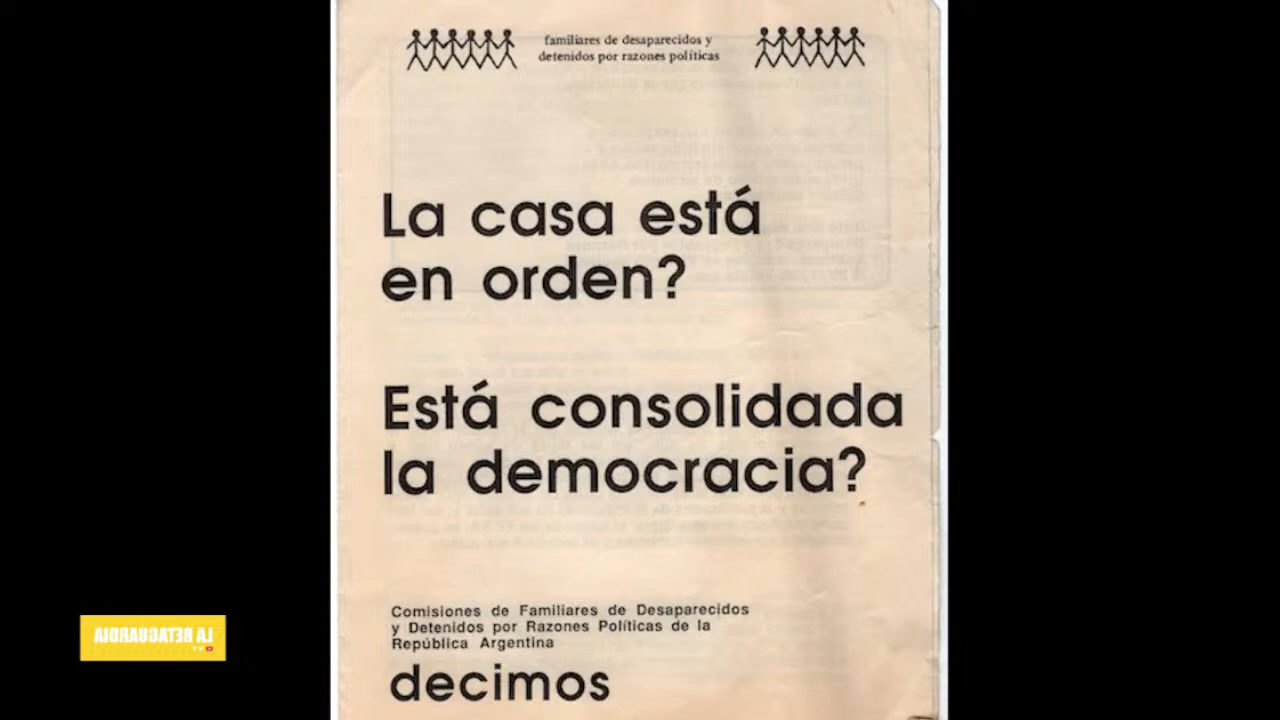 familiares de desaparecidos y
detenidos por razones políticas
La casa está
en orden?
Está consolidada
la democracia?
Comisiones de Familiares de Desaparecidos
y Detenidos por Razones Políticas de la
República Argentina
decimos
LA RETAGUARDIA